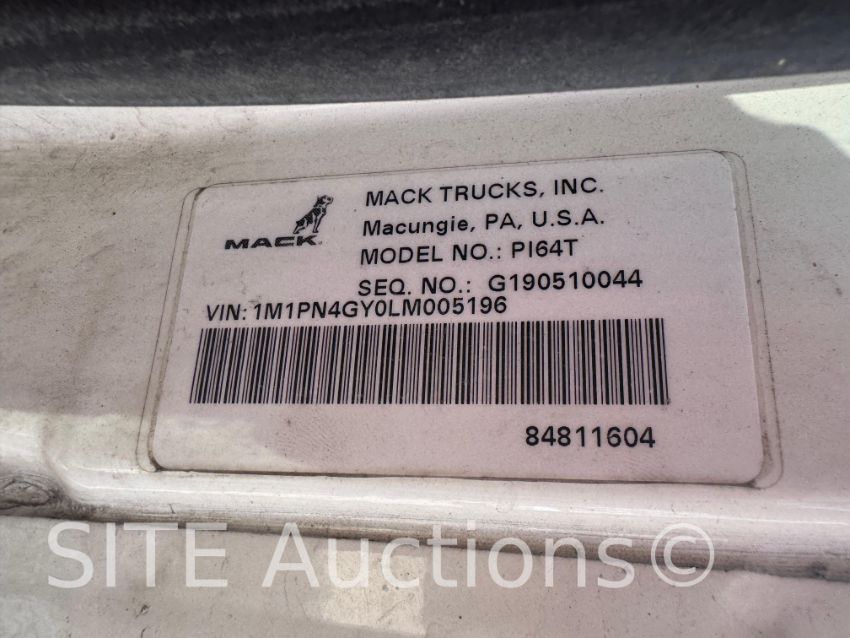 MACK TRUCKS, INC.
MACK
Macungie, PA, U.S.A.
MODEL NO.: PI64T
SEQ. NO.: G190510044
VIN: 1M1PN4GY0LM005196
84811604
SITE Auctions©